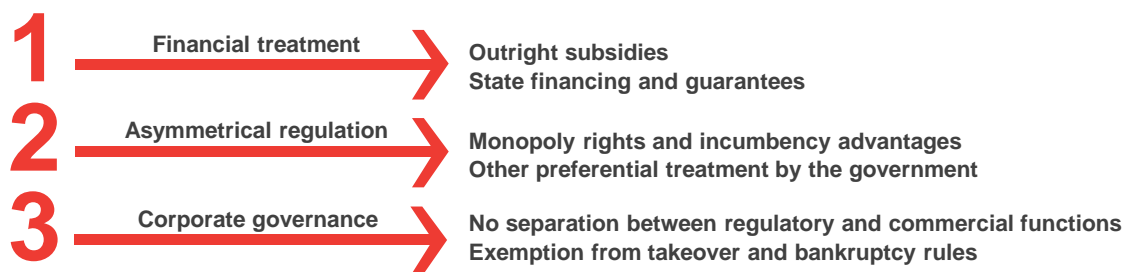 1
Financial treatment
Outright subsidies
State financing and guarantees
2
Asymmetrical regulation
Monopoly rights and incumbency advantages
Other preferential treatment by the government
3
Corporate governance
No separation between regulatory and commercial functions
Exemption from takeover and bankruptcy rules